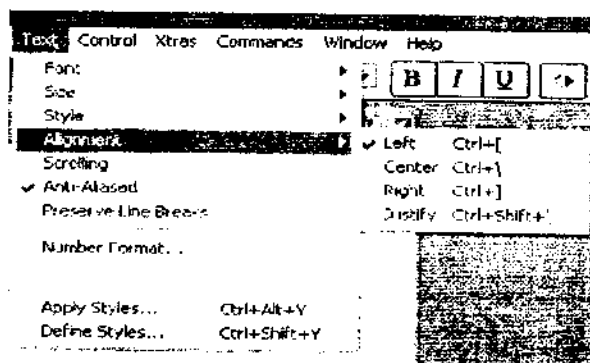 Text Control Xtras Commands Window Help
Font
Size
Style
Alignment
Scrolling
Anti-Aliased
Preserve Line Breaks
Number Format...
Apply Styles... Ctrl+Alt+Y
Define Styles... Ctrl+Shift+Y
B I U
Left Ctrl+[
Center Ctrl+\
Right Ctrl+]
Justify Ctrl+Shift+